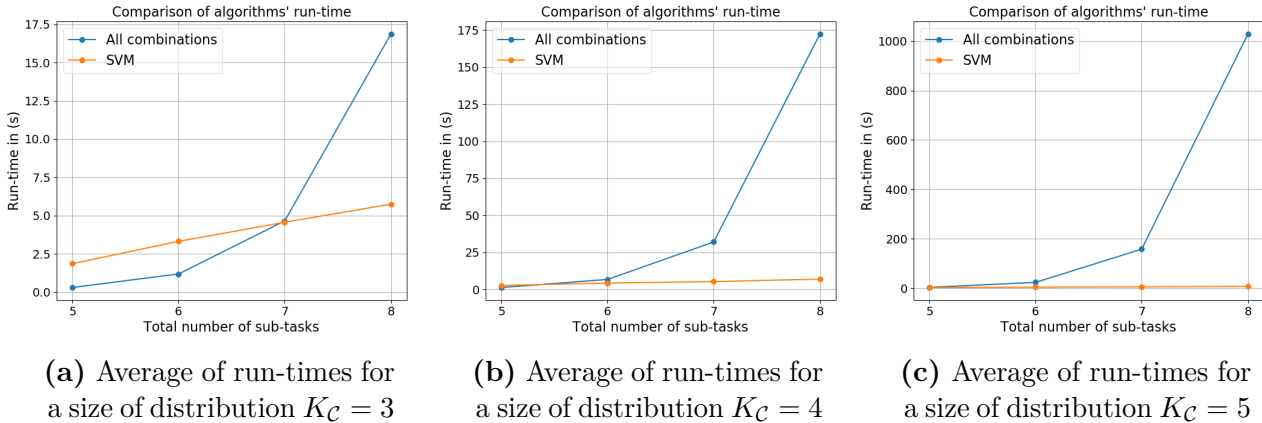 Comparison of algorithms' run-time
17.5
15.0
12.5
10.0
7.5
5.0
2.5
0.0
Run-time in (s)
All combinations
SVM
5 6 7 8
Total number of sub-tasks
(a) Average of run-times for
a size of distribution $K_{\mathcal{C}} = 3$
Comparison of algorithms' run-time
175
150
125
100
75
50
25
0
Run-time in (s)
All combinations
SVM
5 6 7 8
Total number of sub-tasks
(b) Average of run-times for
a size of distribution $K_{\mathcal{C}} = 4$
Comparison of algorithms' run-time
1000
800
600
400
200
0
Run-time in (s)
All combinations
SVM
5 6 7 8
Total number of sub-tasks
(c) Average of run-times for
a size of distribution $K_{\mathcal{C}} = 5$